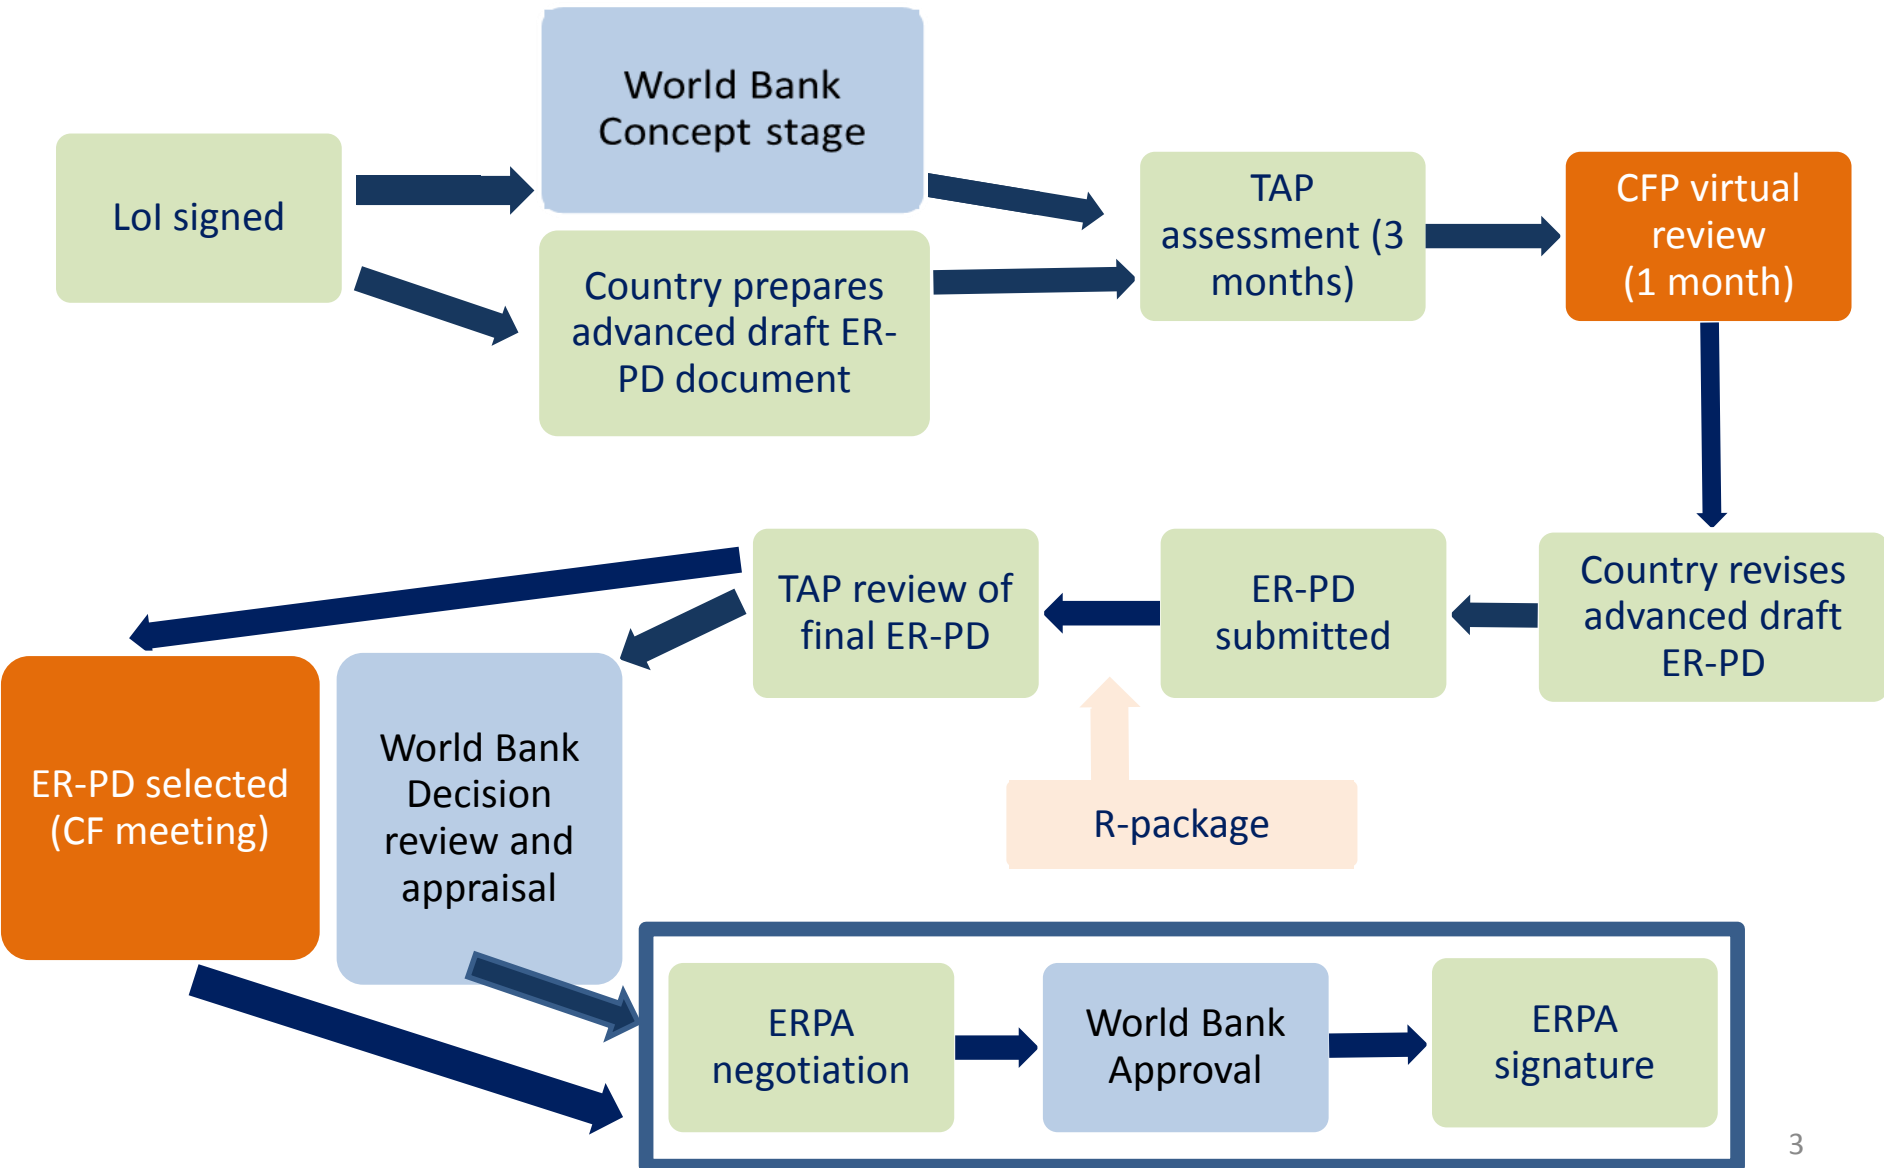 LoI signed
World Bank
Concept stage
Country prepares
advanced draft ER-
PD document
TAP
assessment (3
months)
CFP virtual
review
(1 month)
Country revises
advanced draft
ER-PD
ER-PD
submitted
TAP review of
final ER-PD
R-package
World Bank
Decision
review and
appraisal
ER-PD selected
(CF meeting)
ERPA
negotiation
World Bank
Approval
ERPA
signature
3